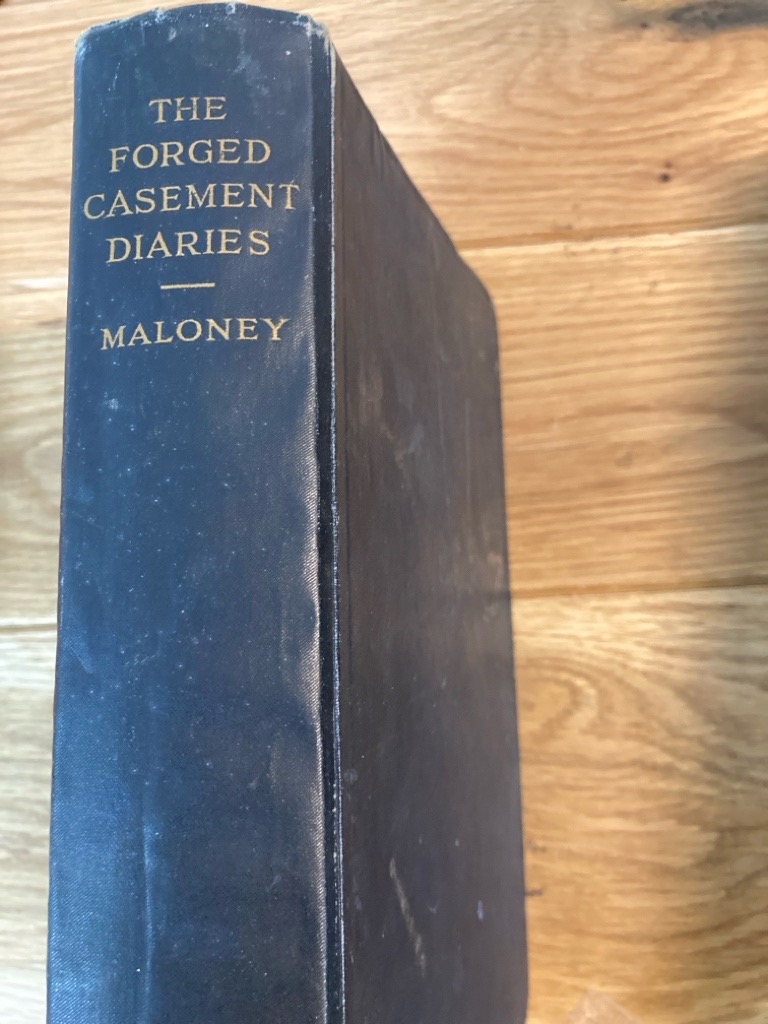 THE
FORGED
CASEMENT
DIARIES
MALONEY